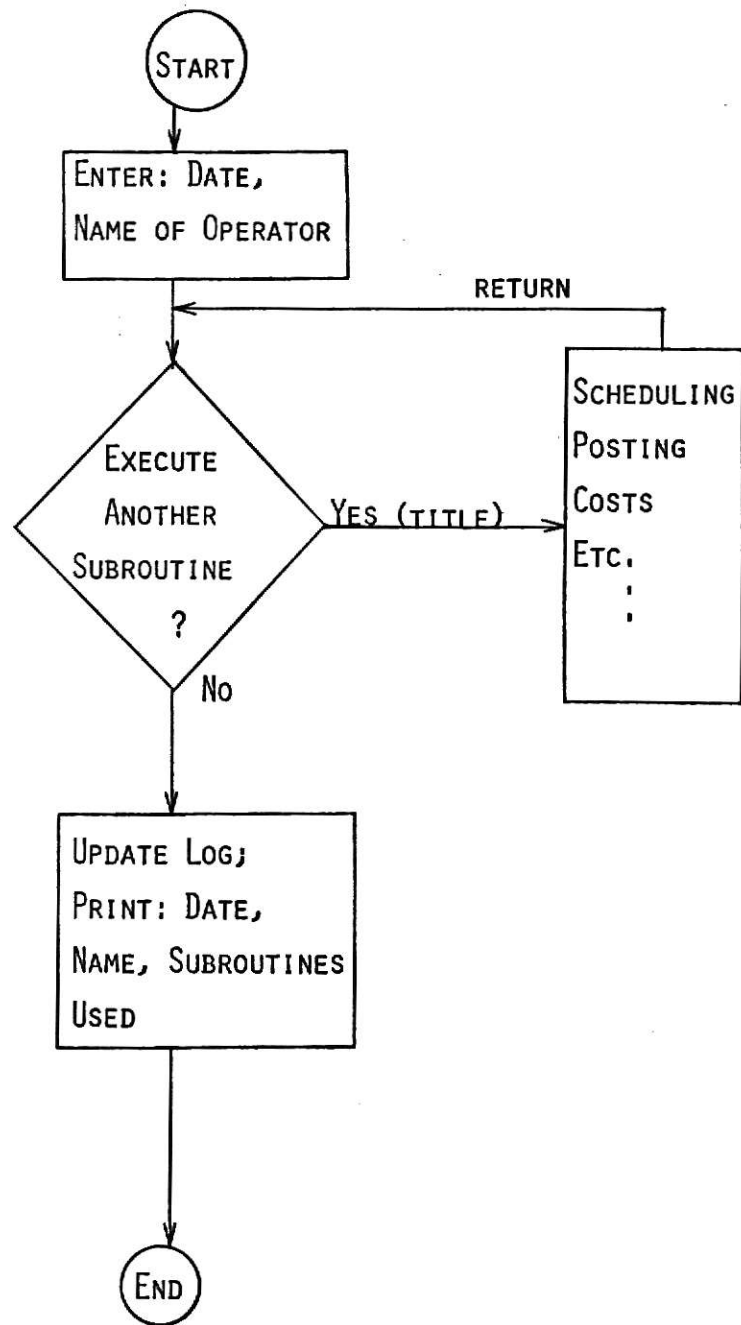 START
ENTER: DATE,
NAME OF OPERATOR
RETURN
SCHEDULING
POSTING
COSTS
ETC.
EXECUTE
ANOTHER
SUBROUTINE
?
YES (TITLE)
NO
UPDATE LOG;
PRINT: DATE,
NAME, SUBROUTINES
USED
END